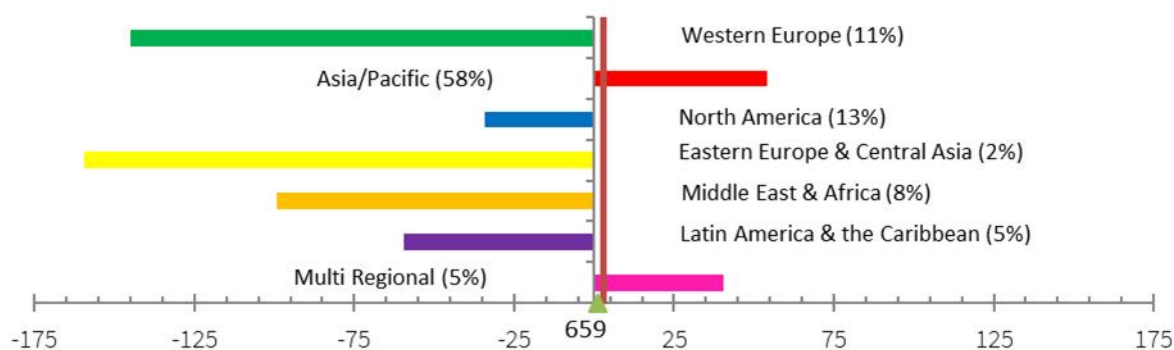 Western Europe (11%)
Asia/Pacific (58%)
North America (13%)
Eastern Europe & Central Asia (2%)
Middle East & Africa (8%)
Latin America & the Caribbean (5%)
Multi Regional (5%)
-175 -125 -75 -25 659 25 75 125 175